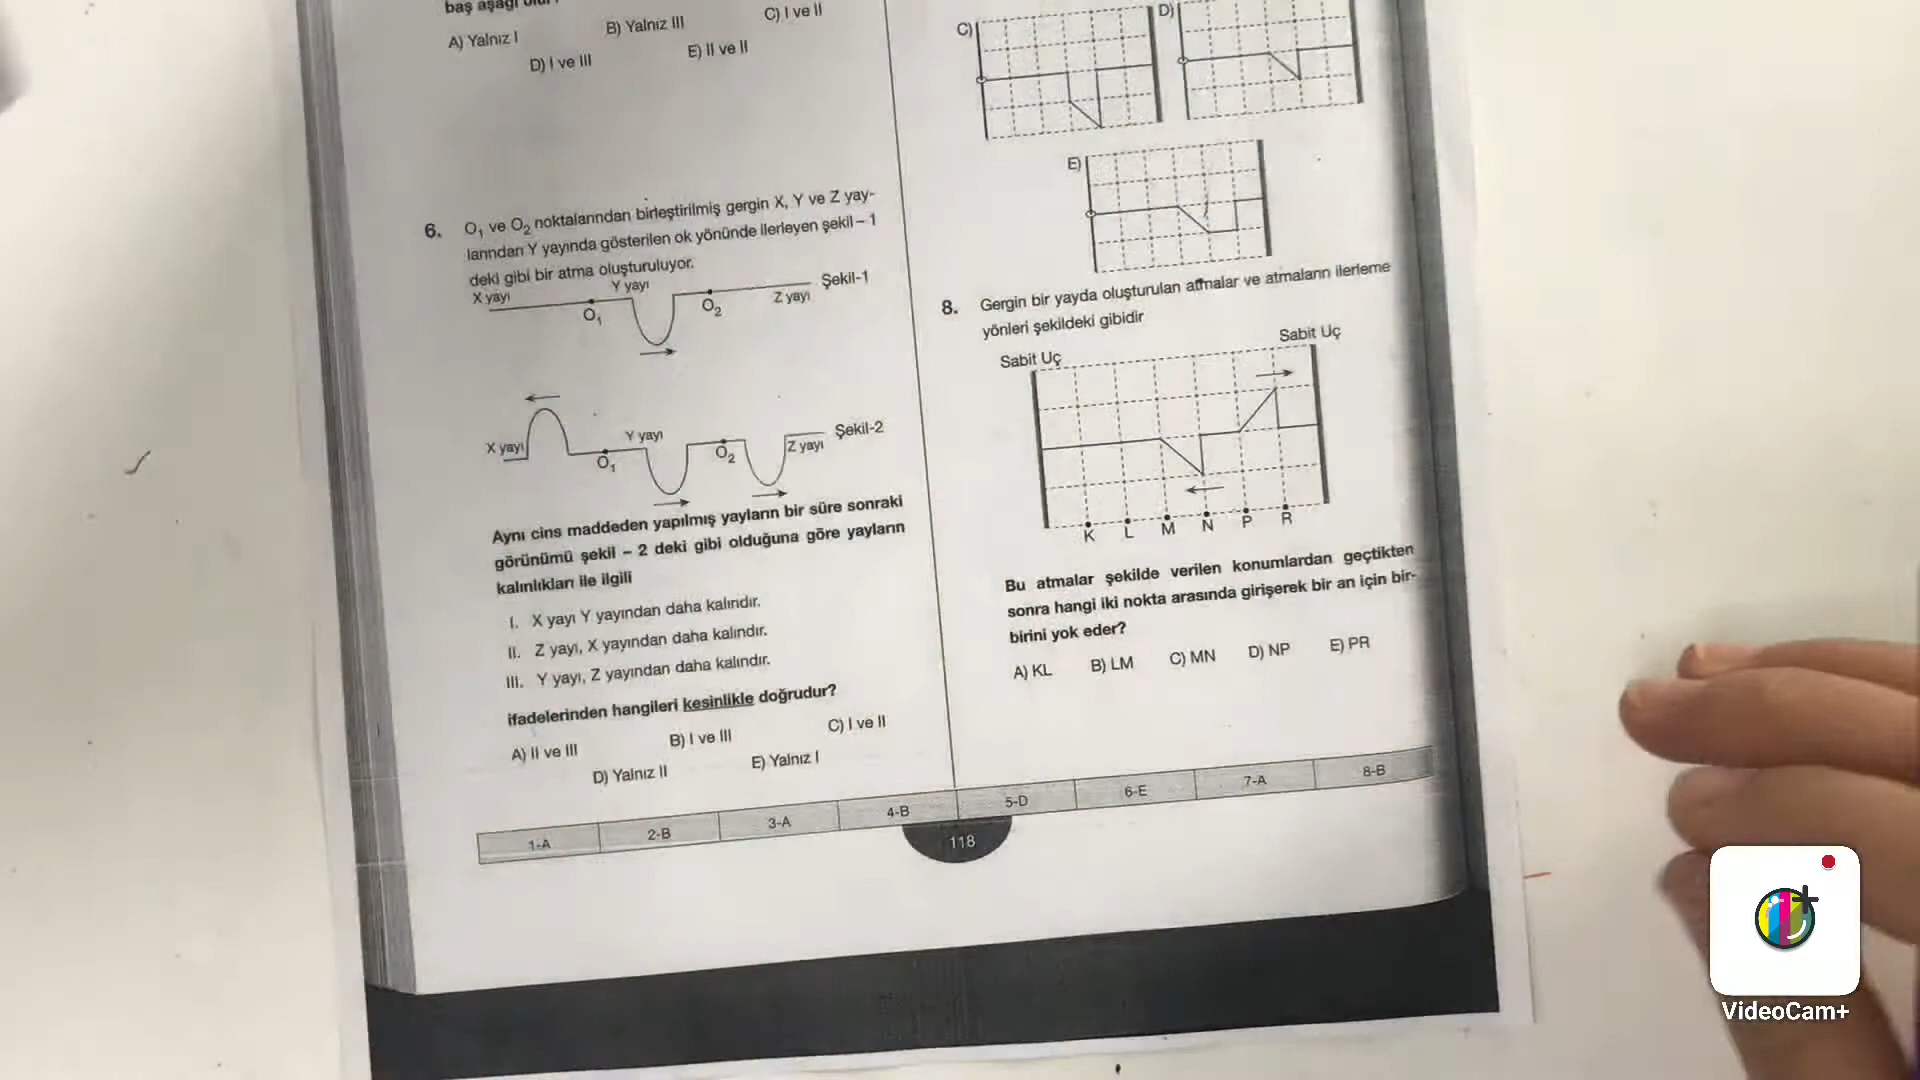 baş aşağı olur?
A) Yalnız I
B) Yalnız III
C) I ve II
D) I ve III
E) II ve II
6. O₁ ve O₂ noktalarından birleştirilmiş gergin X, Y ve Z yay-
larından Y yayında gösterilen ok yönünde ilerleyen şekil – 1
deki gibi bir atma oluşturuluyor.
X yayı
Y yayı
Z yayı
Şekil-1
O₁
O₂
X yayı
Y yayı
Z yayı
Şekil-2
O₁
O₂
Aynı cins maddeden yapılmış yayların bir süre sonraki
görünümü şekil – 2 deki gibi olduğuna göre yayların
kalınlıkları ile ilgili
I. X yayı Y yayından daha kalındır.
II. Z yayı, X yayından daha kalındır.
III. Y yayı, Z yayından daha kalındır.
ifadelerinden hangileri kesinlikle doğrudur?
A) II ve III
B) I ve III
C) I ve II
D) Yalnız II
E) Yalnız I
C)
D)
E)
8. Gergin bir yayda oluşturulan atmalar ve atmaların ilerleme
yönleri şekildeki gibidir
Sabit Uç
Sabit Uç
K L M N P R
Bu atmalar şekilde verilen konumlardan geçtikten
sonra hangi iki nokta arasında girişerek bir an için bir-
birini yok eder?
A) KL
B) LM
C) MN
D) NP
E) PR
1-A
2-B
3-A
4-B
5-D
6-E
7-A
8-B
118
VideoCam+